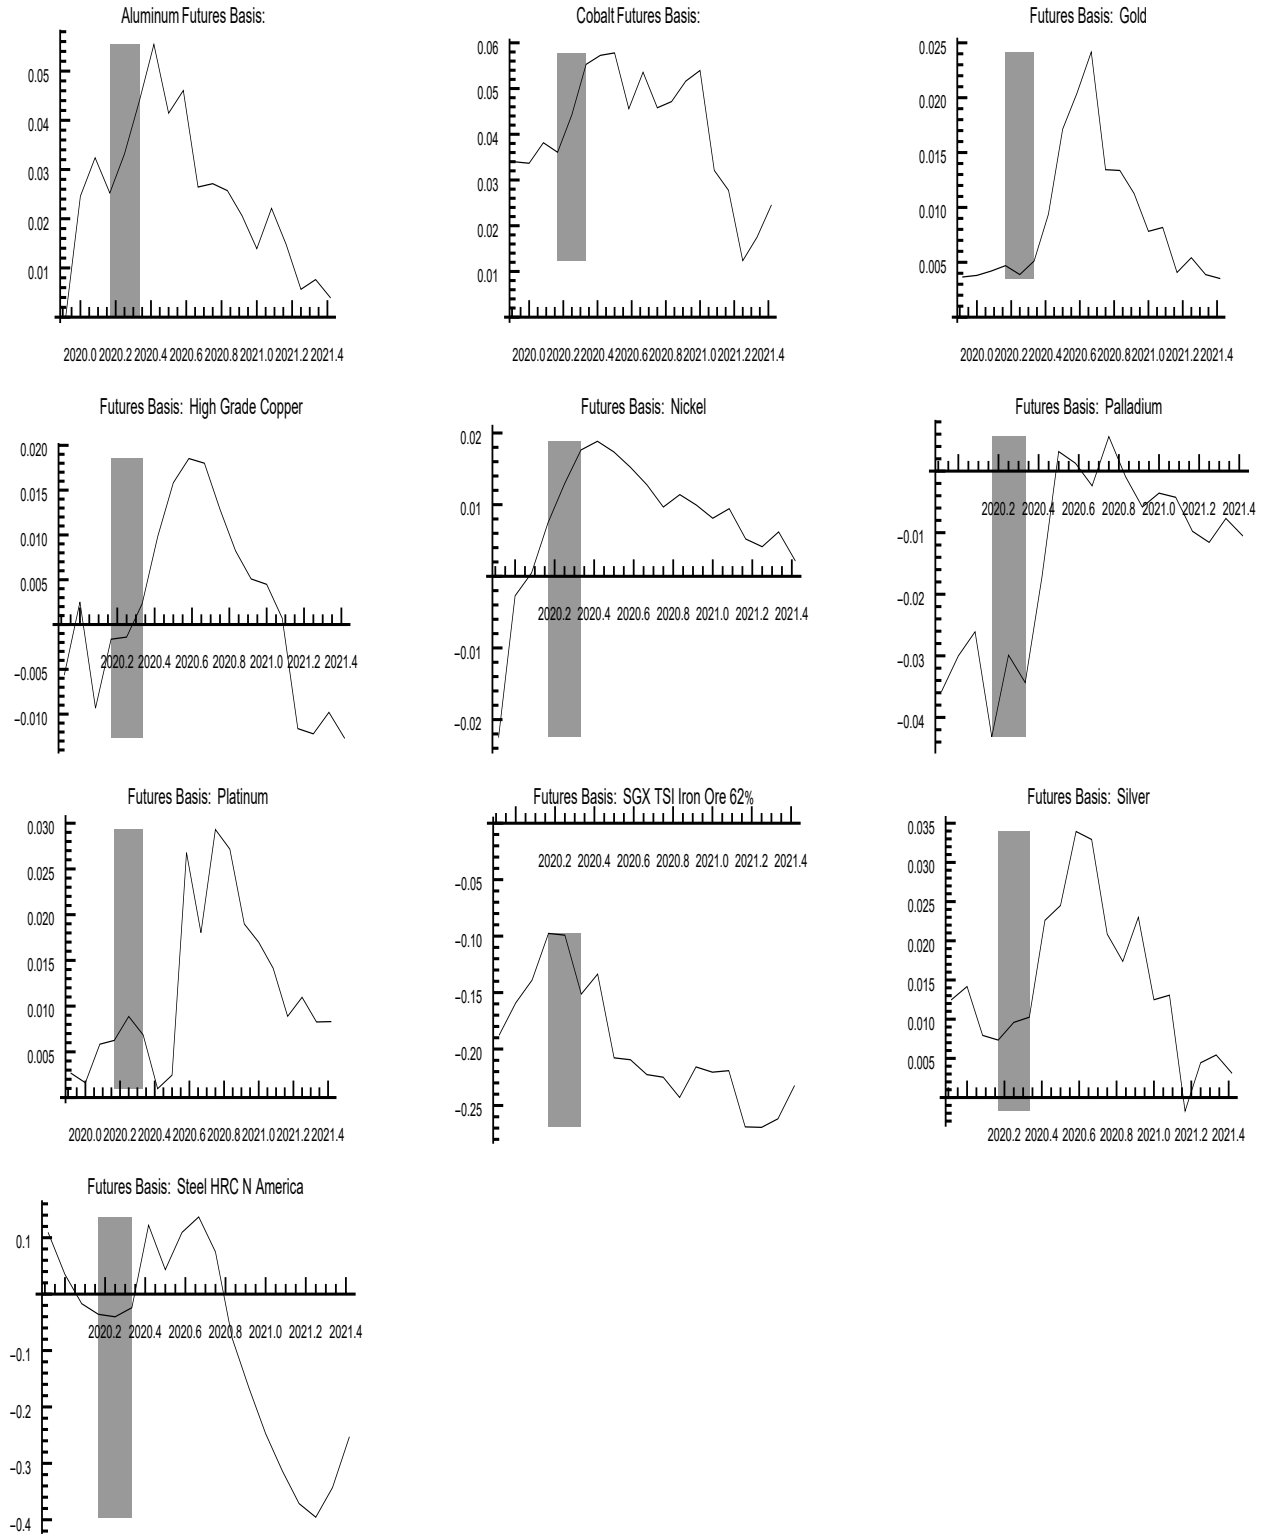 Aluminum Futures Basis:
0.05
0.04
0.03
0.02
0.01
2020.0 2020.2 2020.4 2020.6 2020.8 2021.0 2021.2 2021.4
Cobalt Futures Basis:
0.06
0.05
0.04
0.03
0.02
0.01
2020.0 2020.2 2020.4 2020.6 2020.8 2021.0 2021.2 2021.4
Futures Basis: Gold
0.025
0.020
0.015
0.010
0.005
2020.0 2020.2 2020.4 2020.6 2020.8 2021.0 2021.2 2021.4
Futures Basis: High Grade Copper
0.020
0.015
0.010
0.005
2020.2 2020.4 2020.6 2020.8 2021.0 2021.2 2021.4
−0.005
−0.010
Futures Basis: Nickel
0.02
0.01
2020.2 2020.4 2020.6 2020.8 2021.0 2021.2 2021.4
−0.01
−0.02
Futures Basis: Palladium
2020.2 2020.4 2020.6 2020.8 2021.0 2021.2 2021.4
−0.01
−0.02
−0.03
−0.04
Futures Basis: Platinum
0.030
0.025
0.020
0.015
0.010
0.005
2020.0 2020.2 2020.4 2020.6 2020.8 2021.0 2021.2 2021.4
Futures Basis: SGX TSI Iron Ore 62%
2020.2 2020.4 2020.6 2020.8 2021.0 2021.2 2021.4
−0.05
−0.10
−0.15
−0.20
−0.25
Futures Basis: Silver
0.035
0.030
0.025
0.020
0.015
0.010
0.005
2020.2 2020.4 2020.6 2020.8 2021.0 2021.2 2021.4
Futures Basis: Steel HRC N America
0.1
2020.2 2020.4 2020.6 2020.8 2021.0 2021.2 2021.4
−0.1
−0.2
−0.3
−0.4